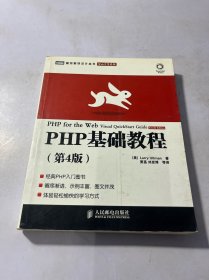 PHP for the Web
Visual QuickStart Guide
PHP基础教程
（第4版）
[美] Larry Ullman 著
经典PHP入门图书
循序渐进、示例丰富、图文并茂
体验轻松愉快的学习方式
人民邮电出版社